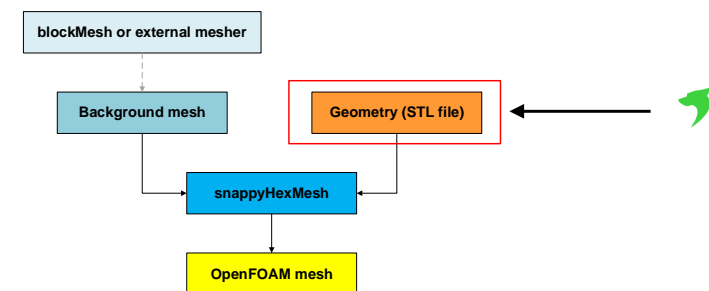 blockMesh or external mesher
Background mesh
Geometry (STL file)
snappyHexMesh
OpenFOAM mesh